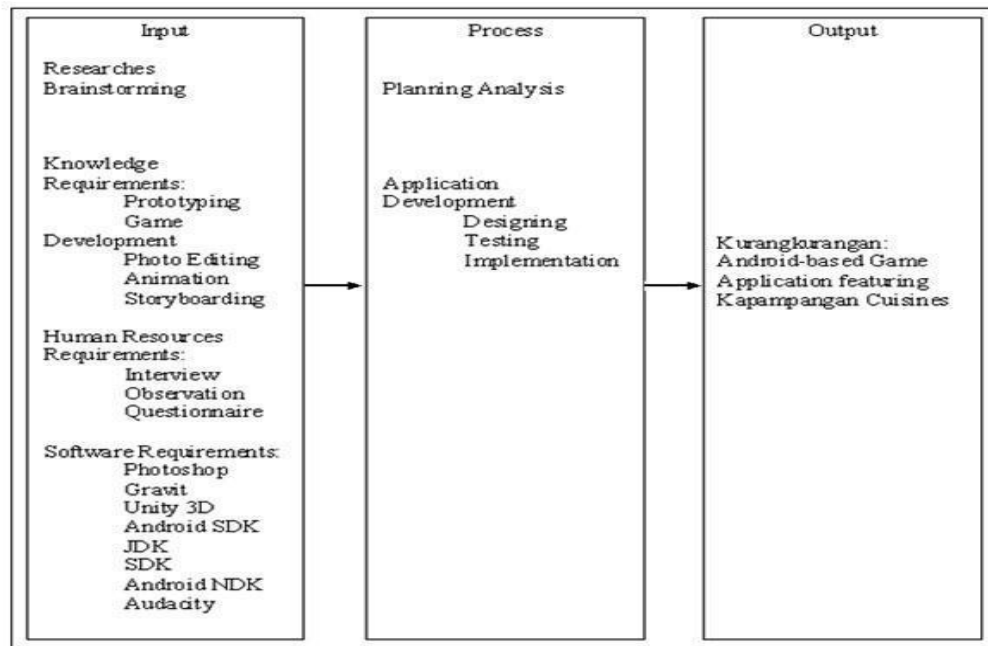 Input
Researches
Brainstorming
Knowledge
Requirements:
Prototyping
Game
Development
Photo Editing
Animation
Storyboarding
Human Resources
Requirements:
Interview
Observation
Questionnaire
Software Requirements:
Photoshop
Gravit
Unity 3D
Android SDK
JDK
SDK
Android NDK
Audacity
Process
Planning Analysis
Application
Development
Designing
Testing
Implementation
Output
Kurangkurangan:
Android-based Game
Application featuring
Kapampangan Cuisines